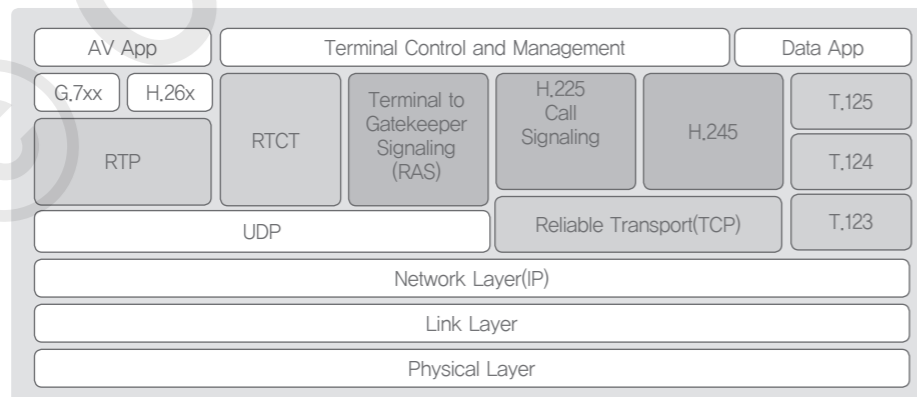 AV App
Terminal Control and Management
Data App
G.7xx
H.26x
RTP
RTCT
Terminal to
Gatekeeper
Signaling
(RAS)
H.225
Call
Signaling
H.245
T.125
T.124
T.123
UDP
Reliable Transport(TCP)
Network Layer(IP)
Link Layer
Physical Layer